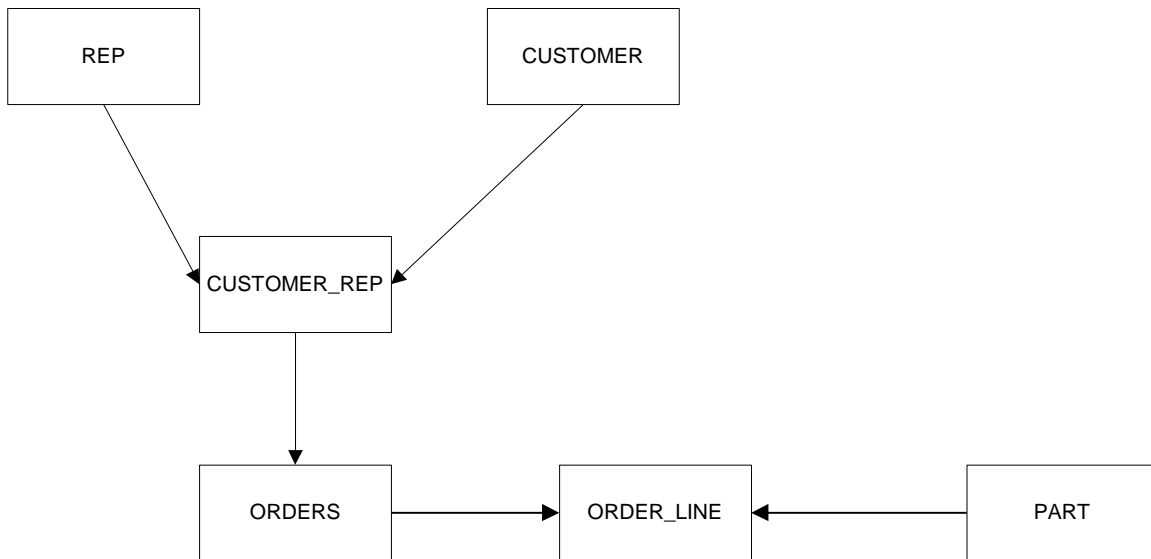 REP
CUSTOMER
CUSTOMER_REP
ORDERS
ORDER_LINE
PART